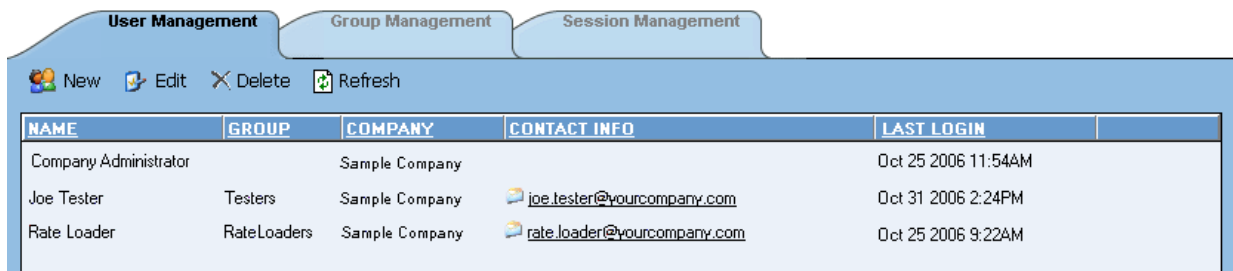 User Management Group Management Session Management
New Edit Delete Refresh
NAME GROUP COMPANY CONTACT INFO LAST LOGIN
Company Administrator Sample Company Oct 25 2006 11:54AM
Joe Tester Testers Sample Company joe.tester@yourcompany.com Oct 31 2006 2:24PM
Rate Loader RateLoaders Sample Company rate.loader@yourcompany.com Oct 25 2006 9:22AM